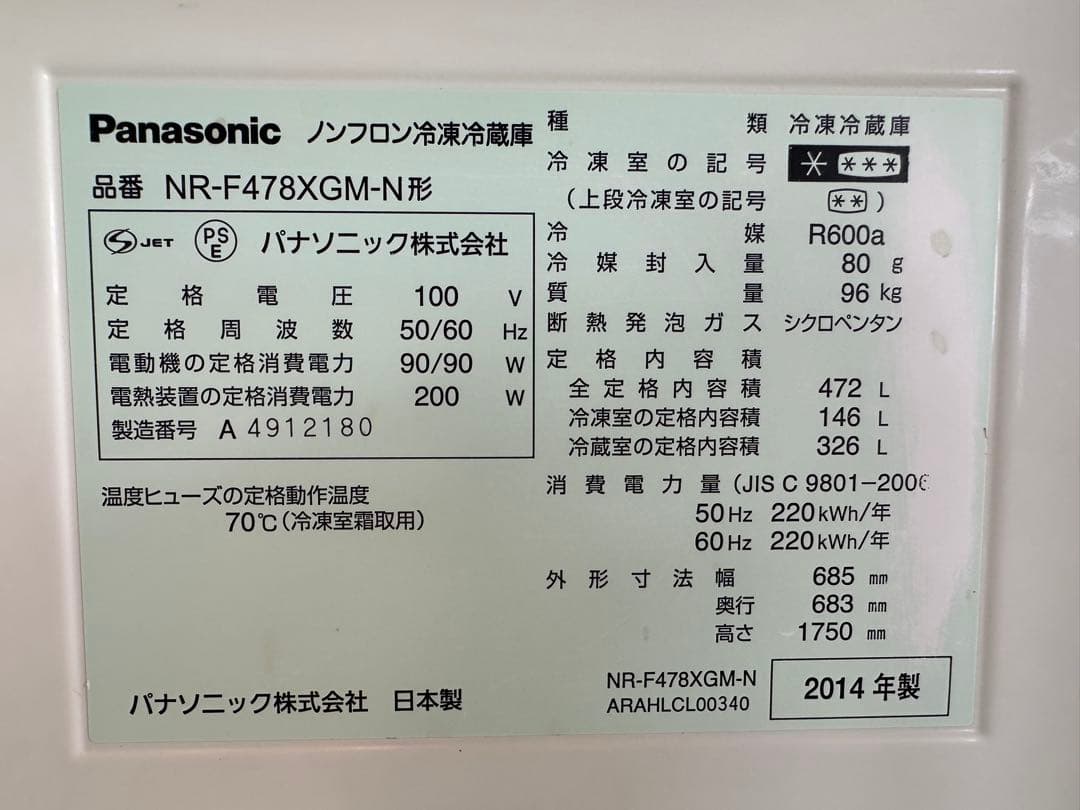 Panasonic ノンフロン冷凍冷蔵庫
品番 NR-F478XGM-N形
JET PSE パナソニック株式会社
定格電圧 100 V
定格周波数 50/60 Hz
電動機の定格消費電力 90/90 W
電熱装置の定格消費電力 200 W
製造番号 A 4912180
温度ヒューズの定格動作温度
70℃(冷凍室霜取用)
パナソニック株式会社 日本製
種類 冷凍冷蔵庫
冷凍室の記号 * ***
(上段冷凍室の記号 **)
冷媒 R600a
冷媒封入量 80 g
質量 96 kg
断熱発泡ガス シクロペンタン
定格内容積
全定格内容積 472 L
冷凍室の定格内容積 146 L
冷蔵室の定格内容積 326 L
消費電力量(JIS C 9801-2006
50Hz 220kWh/年
60Hz 220kWh/年
外形寸法幅 685 mm
奥行 683 mm
高さ 1750 mm
NR-F478XGM-N
ARAHLCL00340
2014年製